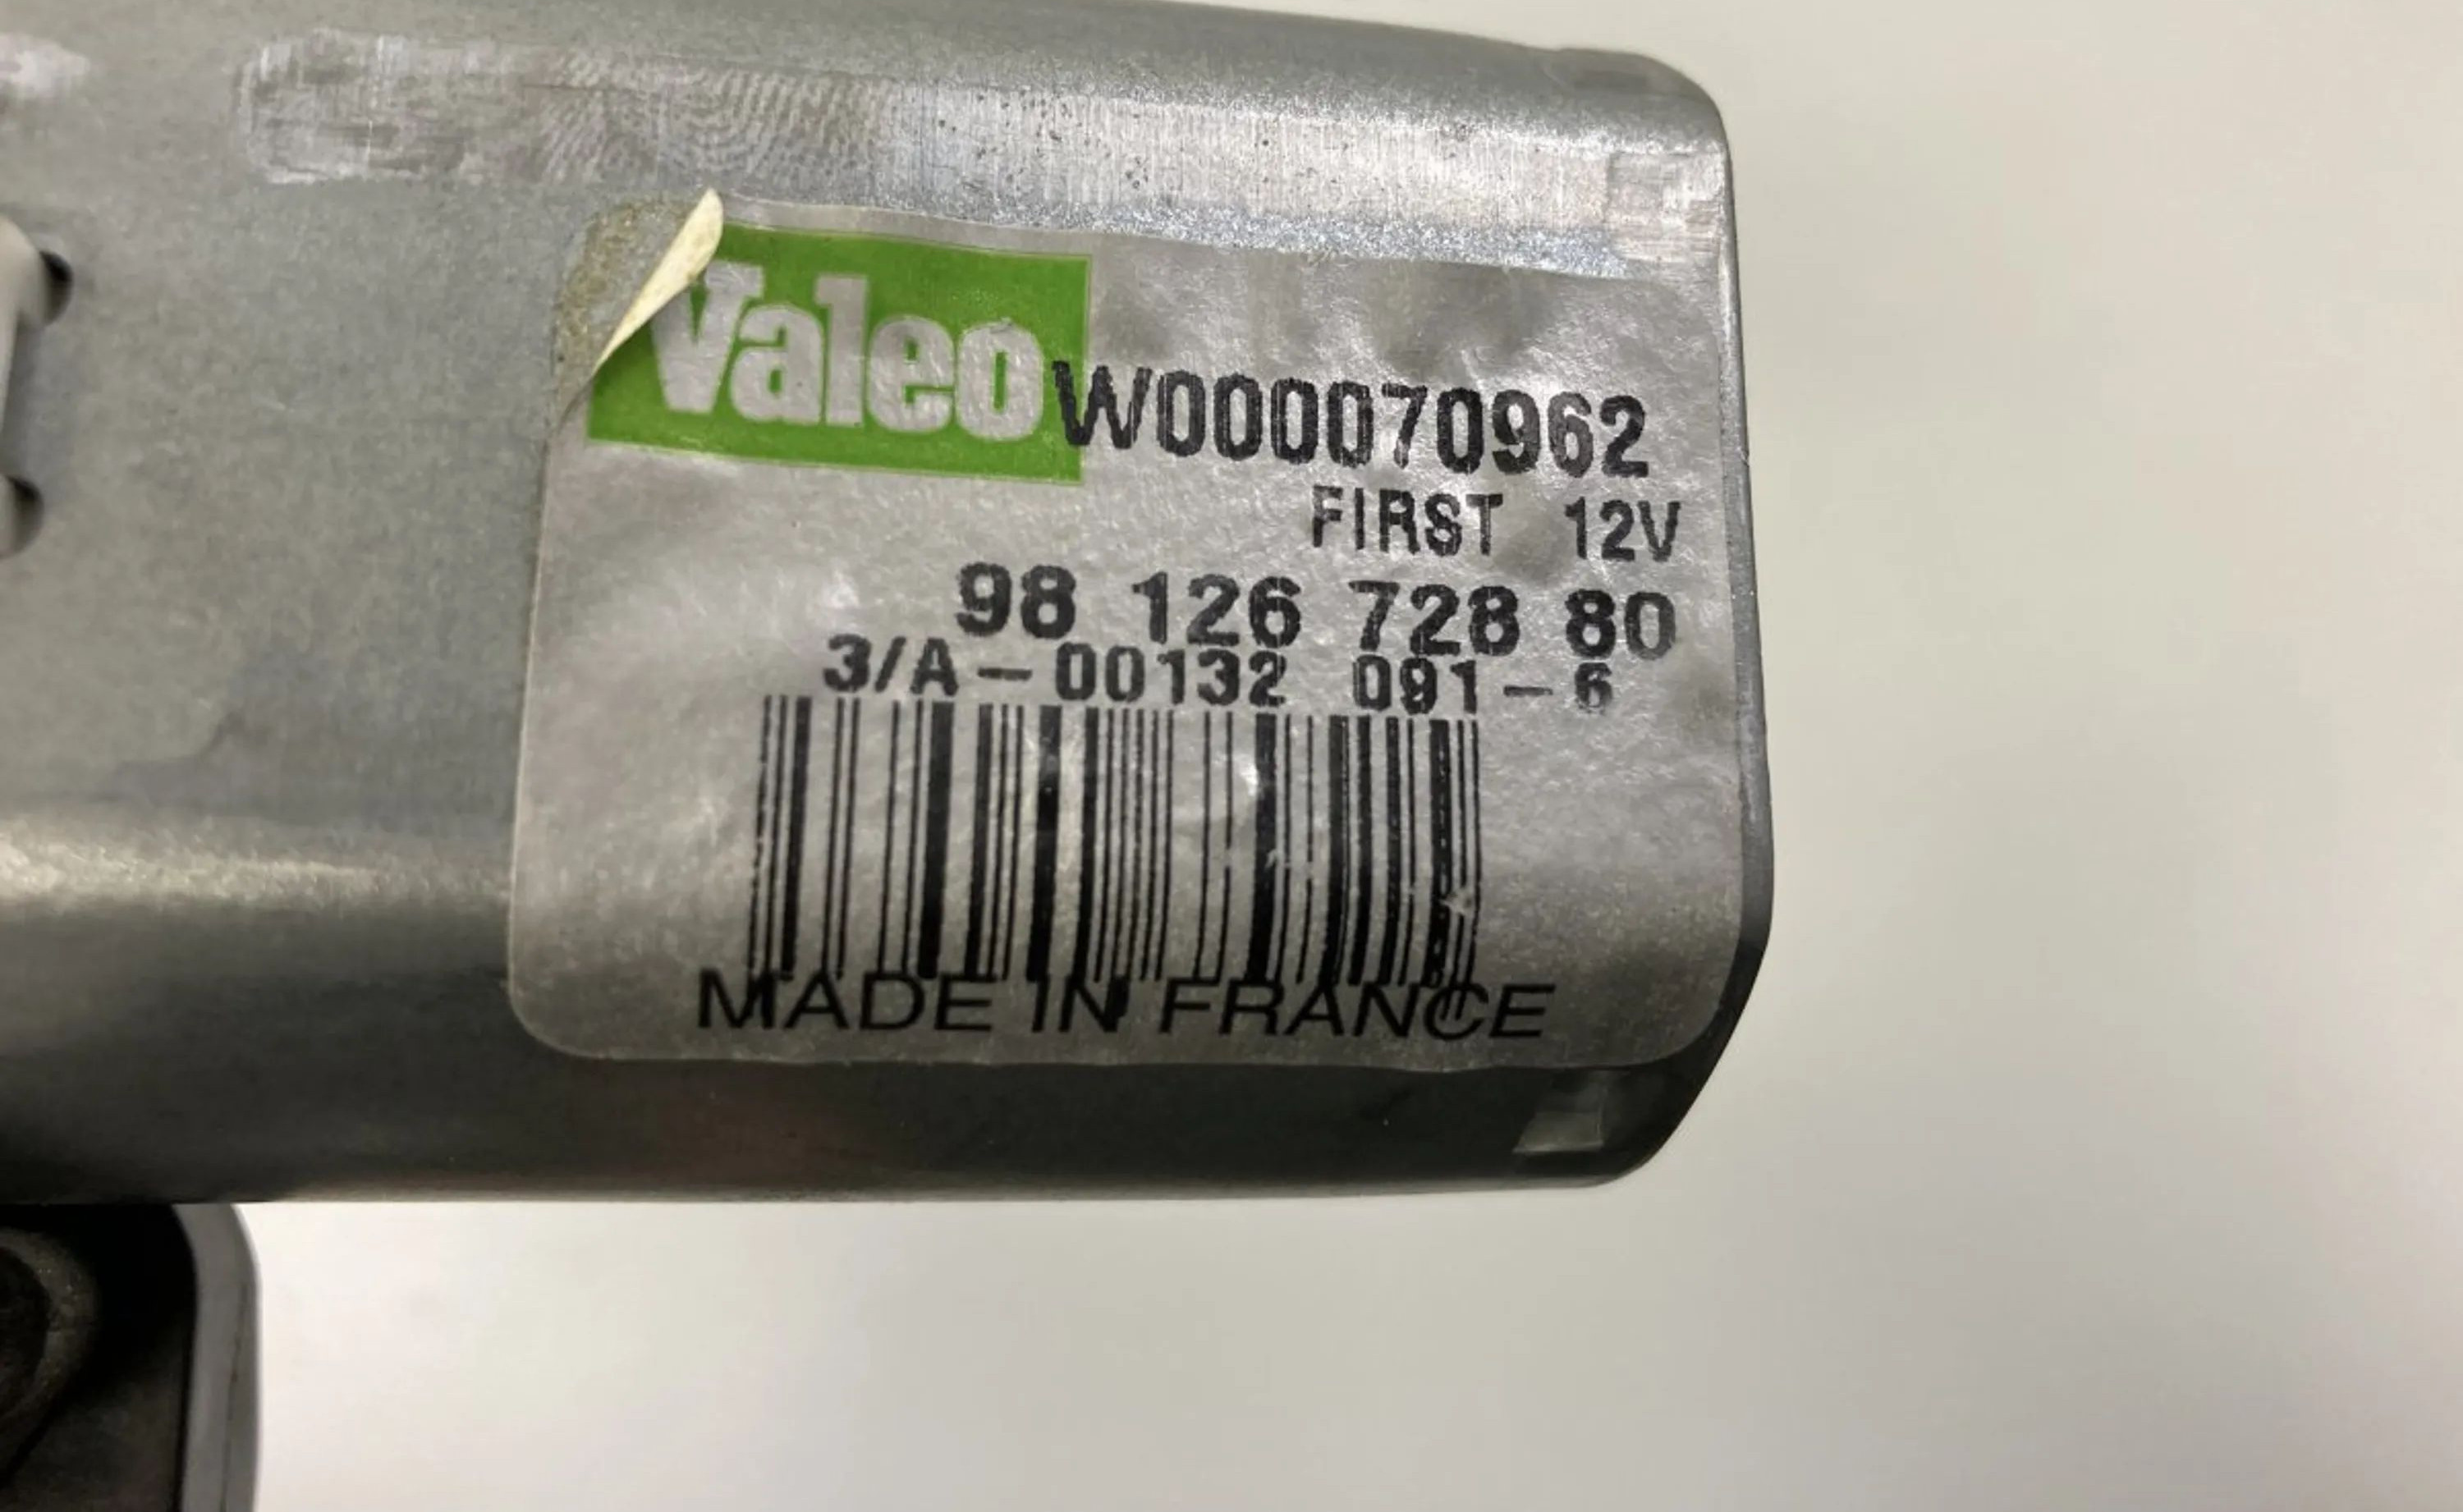 Valeo
W000070962
FIRST 12V
98 126 728 80
3/A-00132 091-6
MADE IN FRANCE